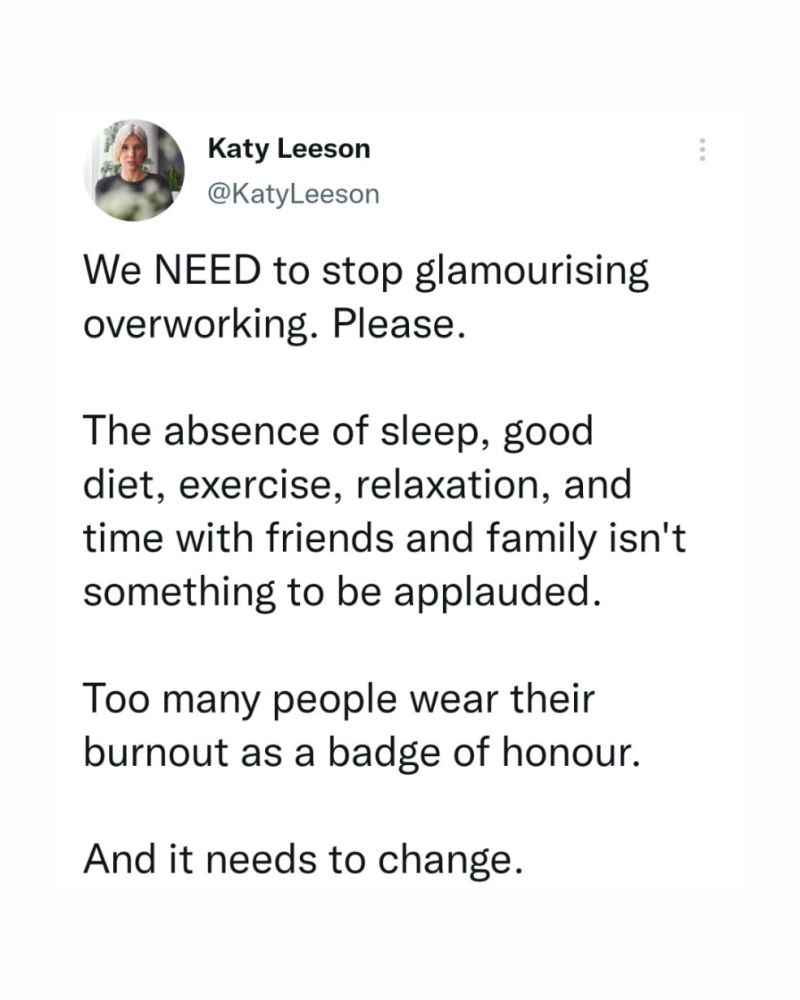 Katy Leeson
@KatyLeeson
We NEED to stop glamourising
overworking. Please.
The absence of sleep, good
diet, exercise, relaxation, and
time with friends and family isn't
something to be applauded.
Too many people wear their
burnout as a badge of honour.
And it needs to change.